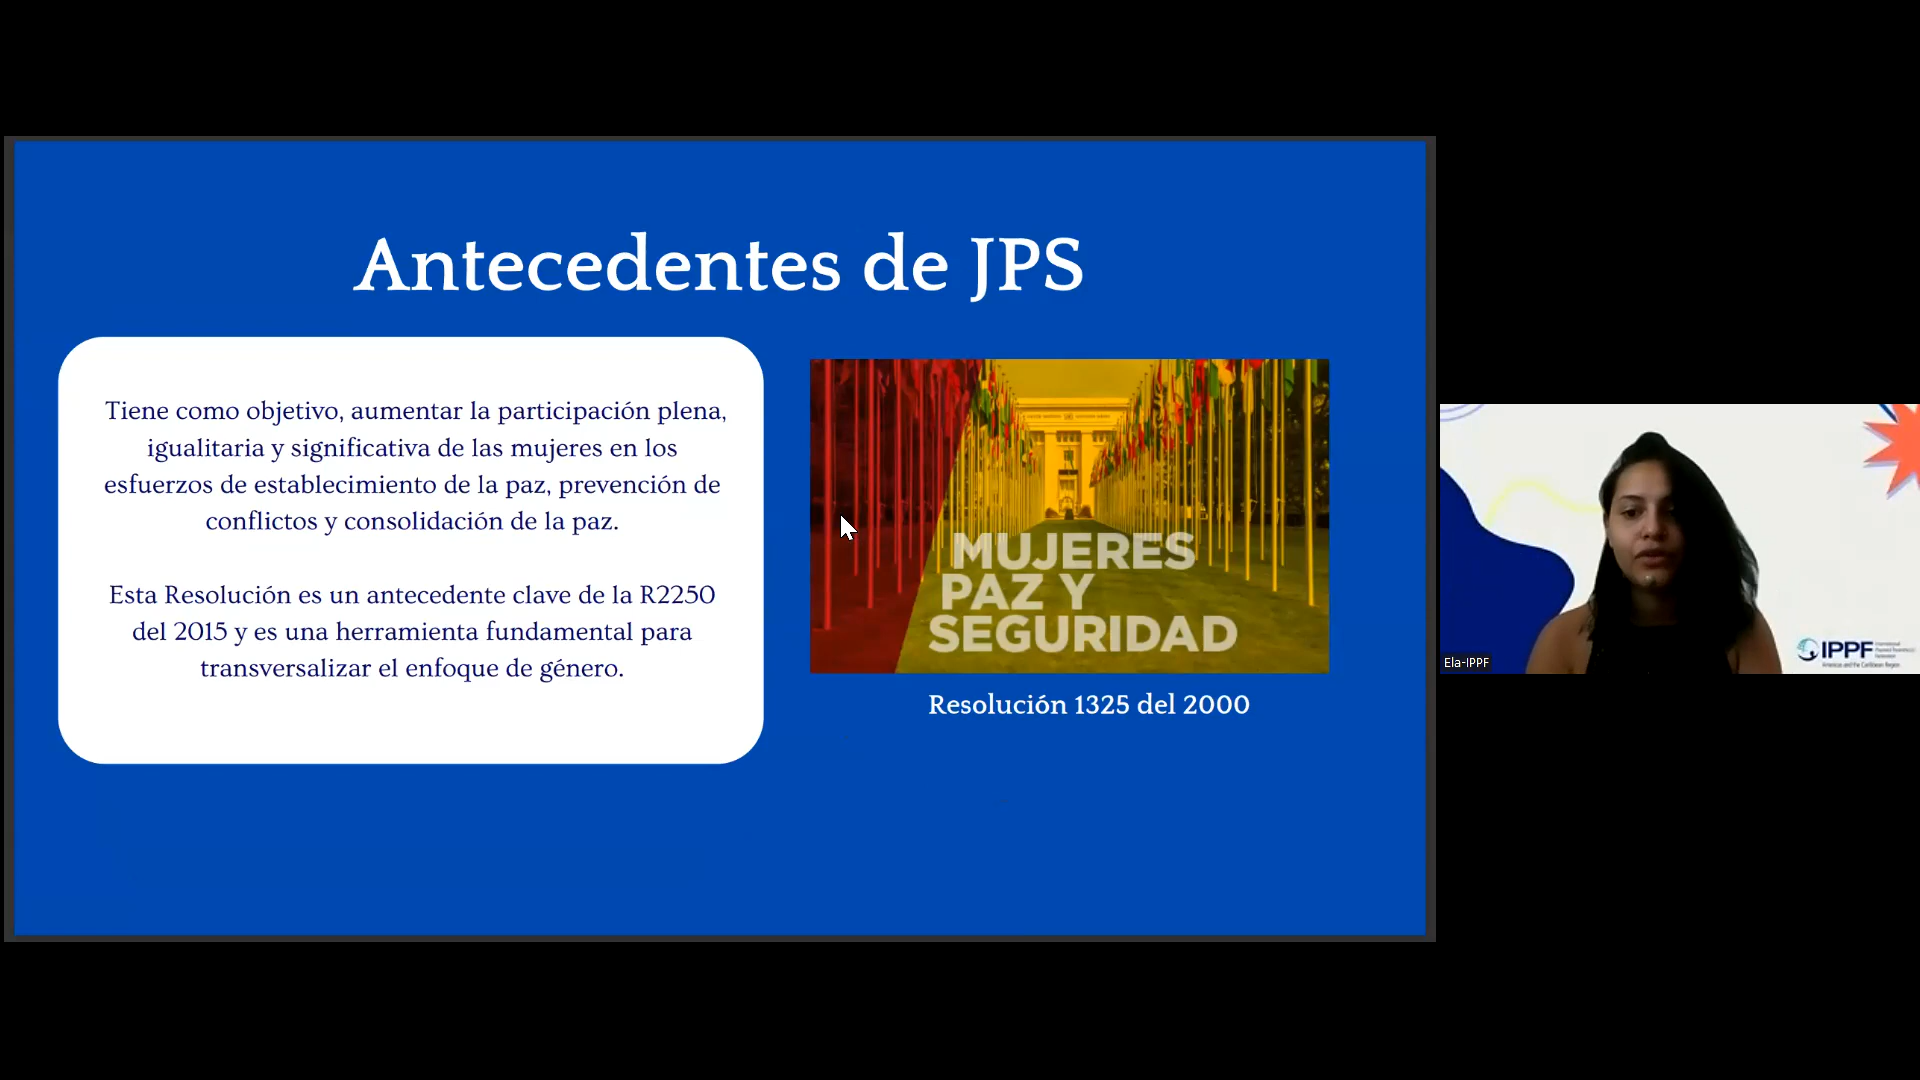 Antecedentes de JPS
Tiene como objetivo, aumentar la participación plena,
igualitaria y significativa de las mujeres en los
esfuerzos de establecimiento de la paz, prevención de
conflictos y consolidación de la paz.
Esta Resolución es un antecedente clave de la R2250
del 2015 y es una herramienta fundamental para
transversalizar el enfoque de género.
MUJERES
PAZ Y
SEGURIDAD
Resolución 1325 del 2000
Ela-IPPF
IPPF